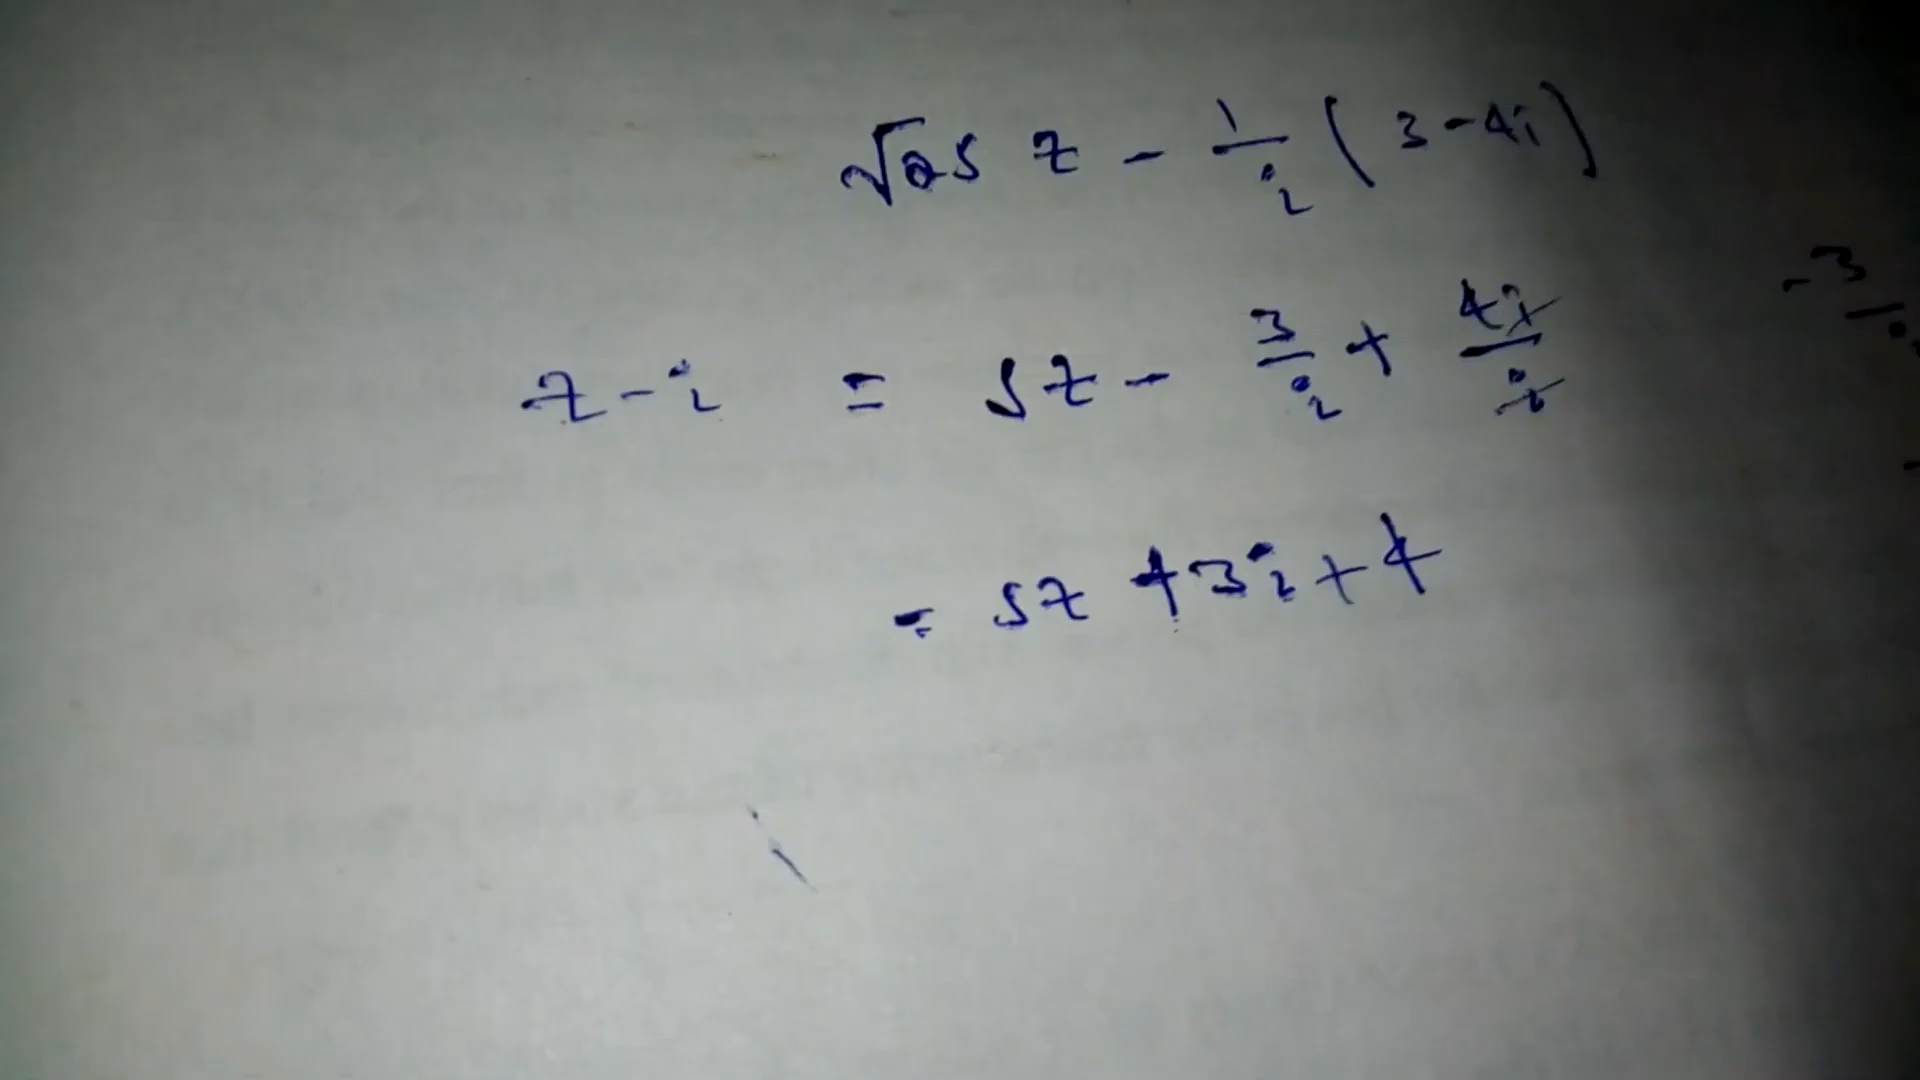 √25 z - 1/i (3-4i)
z - i = 5z - 3/i + 4i/i
= 5z + 3i + 4